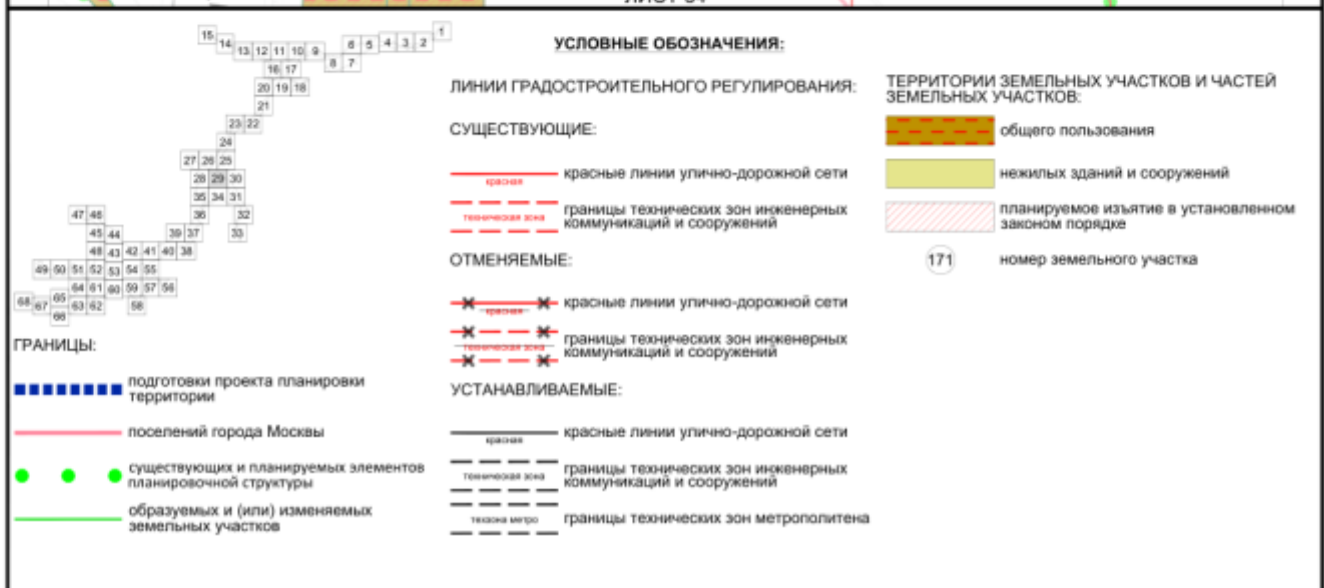 15 14 13 12 11 10 9 8 7 6 5 4 3 2 1
16 17
20 19 18
21
23 22
24
27 26 25
28 29 30
35 34 31
36 32
47 46
45 44 39 37 33
48 43 42 41 40 38
49 50 51 52 53 54 55
64 61 60 59 57 56
68 67 65 63 62 58
66
ГРАНИЦЫ:
подготовки проекта планировки
территории
поселений города Москвы
существующих и планируемых элементов
планировочной структуры
образуемых и (или) изменяемых
земельных участков
УСЛОВНЫЕ ОБОЗНАЧЕНИЯ:
ЛИНИИ ГРАДОСТРОИТЕЛЬНОГО РЕГУЛИРОВАНИЯ:
СУЩЕСТВУЮЩИЕ:
красная
красные линии улично-дорожной сети
техническая зона
границы технических зон инженерных
коммуникаций и сооружений
ОТМЕНЯЕМЫЕ:
красная
красные линии улично-дорожной сети
техническая зона
границы технических зон инженерных
коммуникаций и сооружений
УСТАНАВЛИВАЕМЫЕ:
красная
красные линии улично-дорожной сети
техническая зона
границы технических зон инженерных
коммуникаций и сооружений
техзона метро
границы технических зон метрополитена
ТЕРРИТОРИИ ЗЕМЕЛЬНЫХ УЧАСТКОВ И ЧАСТЕЙ
ЗЕМЕЛЬНЫХ УЧАСТКОВ:
общего пользования
нежилых зданий и сооружений
планируемое изъятие в установленном
законом порядке
171
номер земельного участка